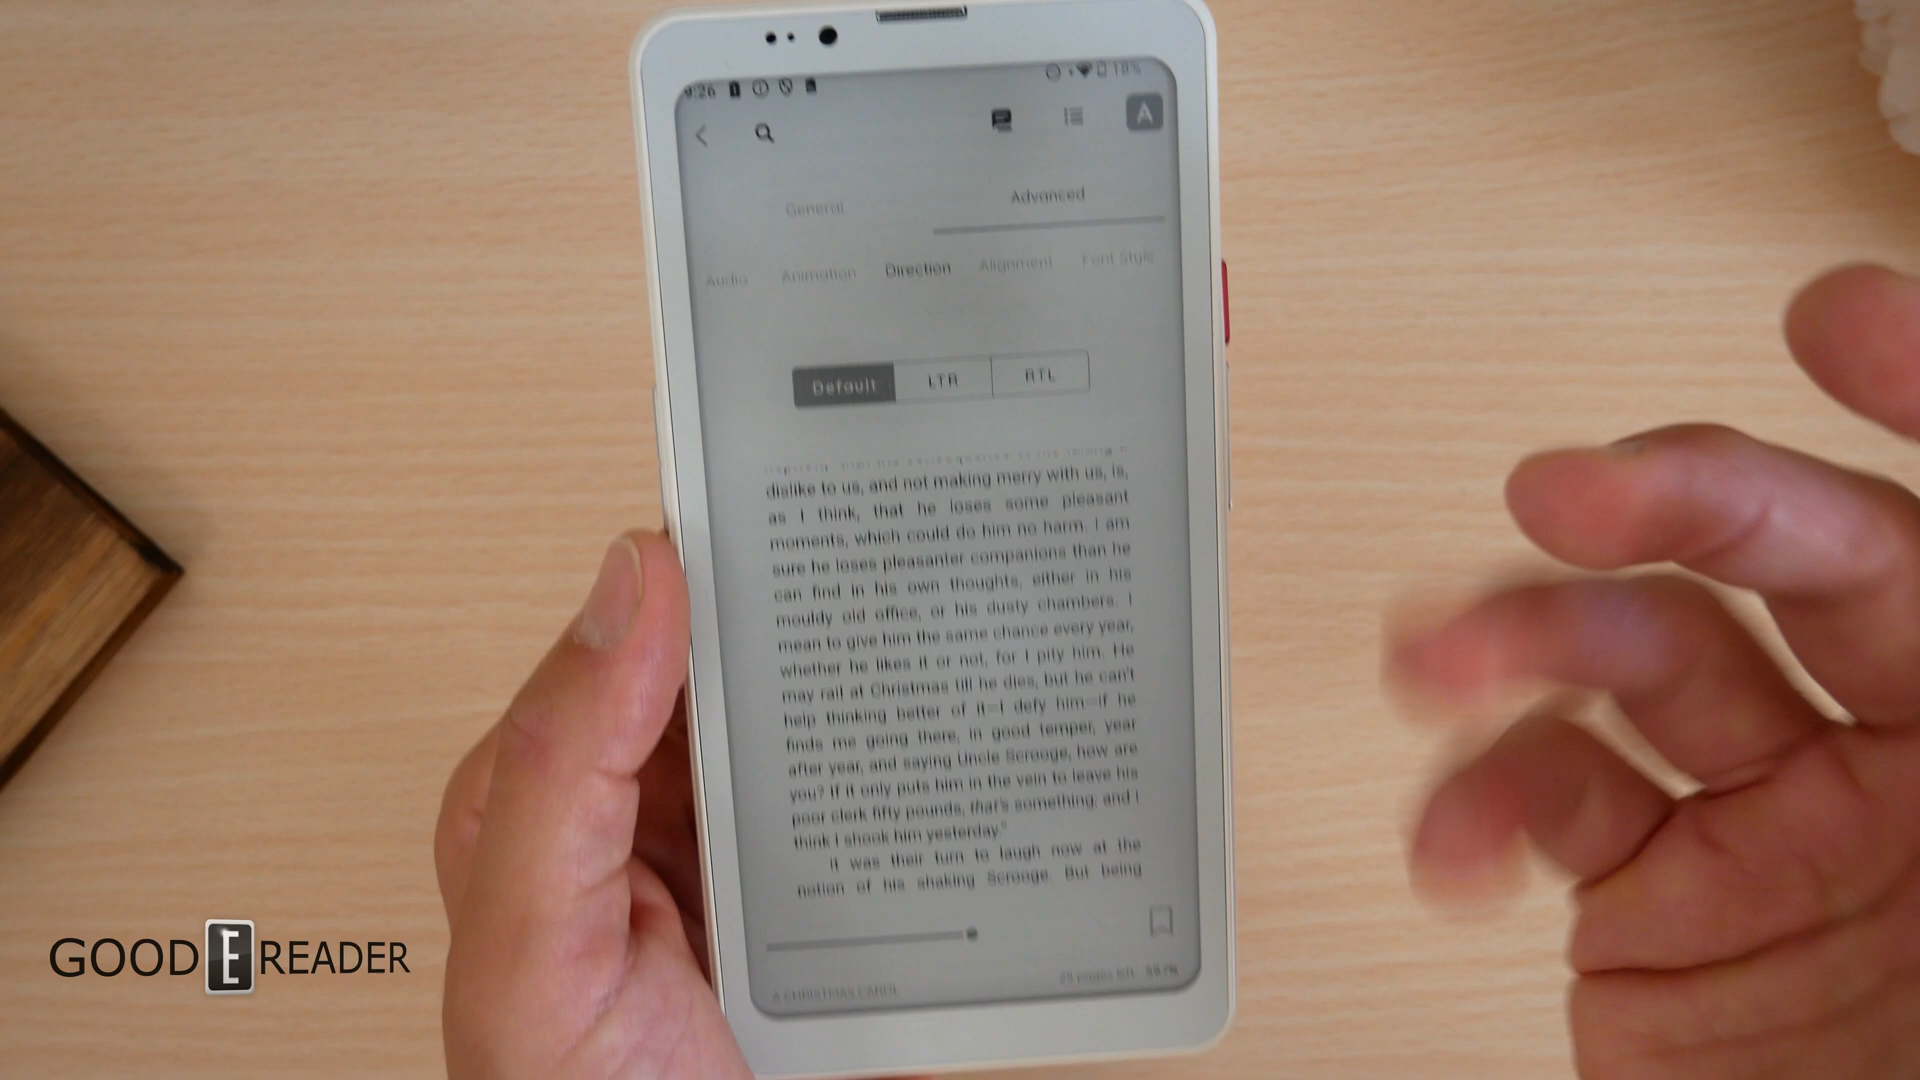 9:26 18%
A
General Advanced
Audio Animation Direction Alignment Font Style
Default LTR RTL
dislike to us, and not making merry with us, is,
as I think, that he loses some pleasant
moments, which could do him no harm. I am
sure he loses pleasanter companions than he
can find in his own thoughts, either in his
mouldy old office, or his dusty chambers. I
mean to give him the same chance every year,
whether he likes it or not, for I pity him. He
may rail at Christmas till he dies, but he can't
help thinking better of it—I defy him—if he
finds me going there, in good temper, year
after year, and saying Uncle Scrooge, how are
you? If it only puts him in the vein to leave his
poor clerk fifty pounds, that's something; and I
think I shook him yesterday."
It was their turn to laugh now at the
notion of his shaking Scrooge. But being
pages left
A CHRISTMAS CAROL
GOOD E READER